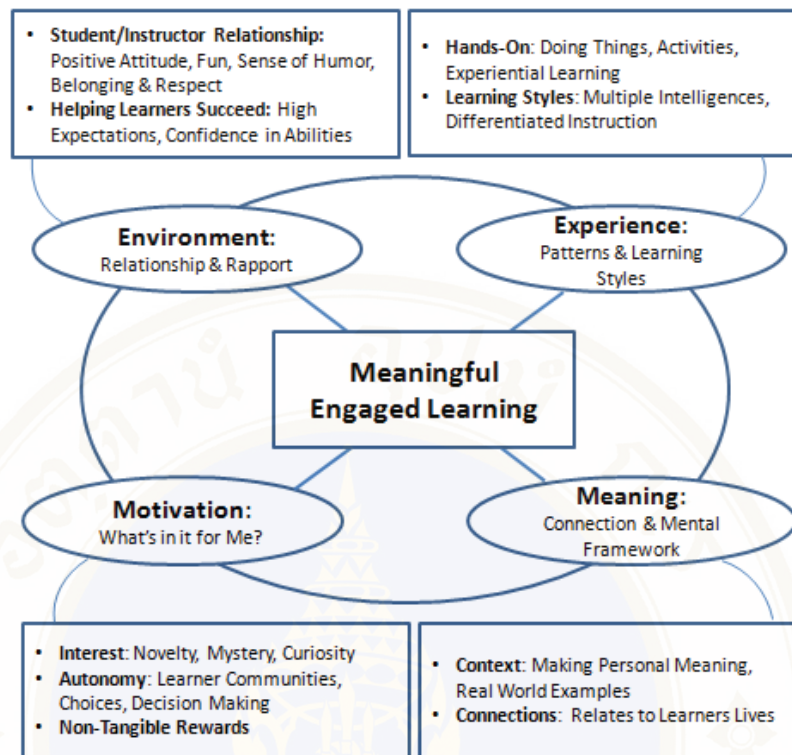 • Student/Instructor Relationship:
Positive Attitude, Fun, Sense of Humor,
Belonging & Respect
• Helping Learners Succeed: High
Expectations, Confidence in Abilities
• Hands-On: Doing Things, Activities,
Experiential Learning
• Learning Styles: Multiple Intelligences,
Differentiated Instruction
Environment:
Relationship & Rapport
Experience:
Patterns & Learning
Styles
Meaningful
Engaged Learning
Motivation:
What's in it for Me?
Meaning:
Connection & Mental
Framework
• Interest: Novelty, Mystery, Curiosity
• Autonomy: Learner Communities,
Choices, Decision Making
• Non-Tangible Rewards
• Context: Making Personal Meaning,
Real World Examples
• Connections: Relates to Learners Lives